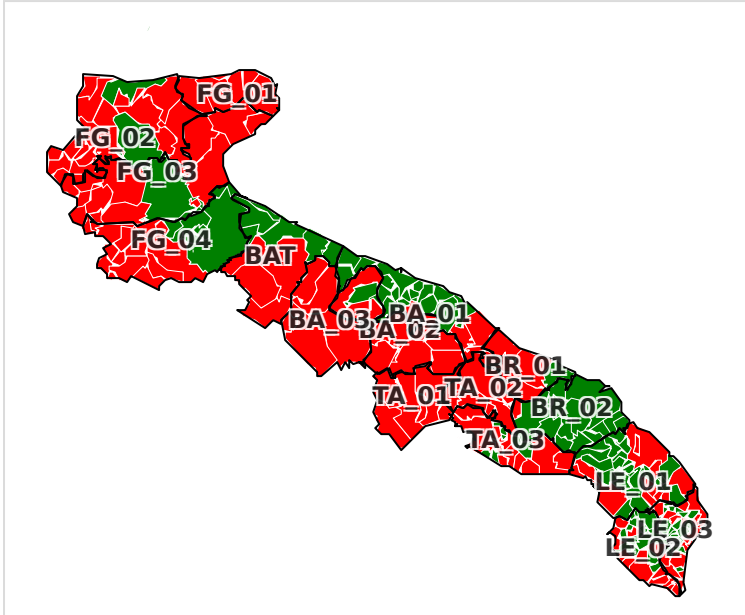 FG_01
FG_02
FG_03
FG_04
BAT
BA_03
BA_01
BA_02
BR_01
TA_01
TA_02
BR_02
TA_03
LE_01
LE_03
LE_02